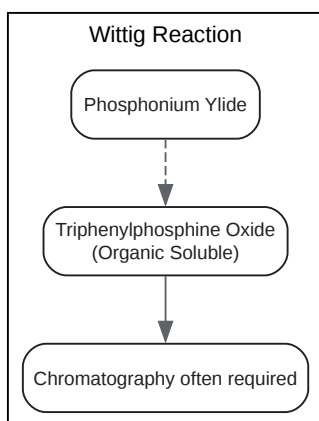 Wittig Reaction
Phosphonium Ylide
Triphenylphosphine Oxide
(Organic Soluble)
Chromatography often required